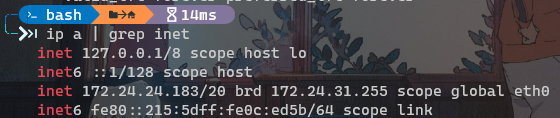 bash 14ms
ip a | grep inet
inet 127.0.0.1/8 scope host lo
inet6 ::1/128 scope host
inet 172.24.24.183/20 brd 172.24.31.255 scope global eth0
inet6 fe80::215:5dff:fe0c:ed5b/64 scope link